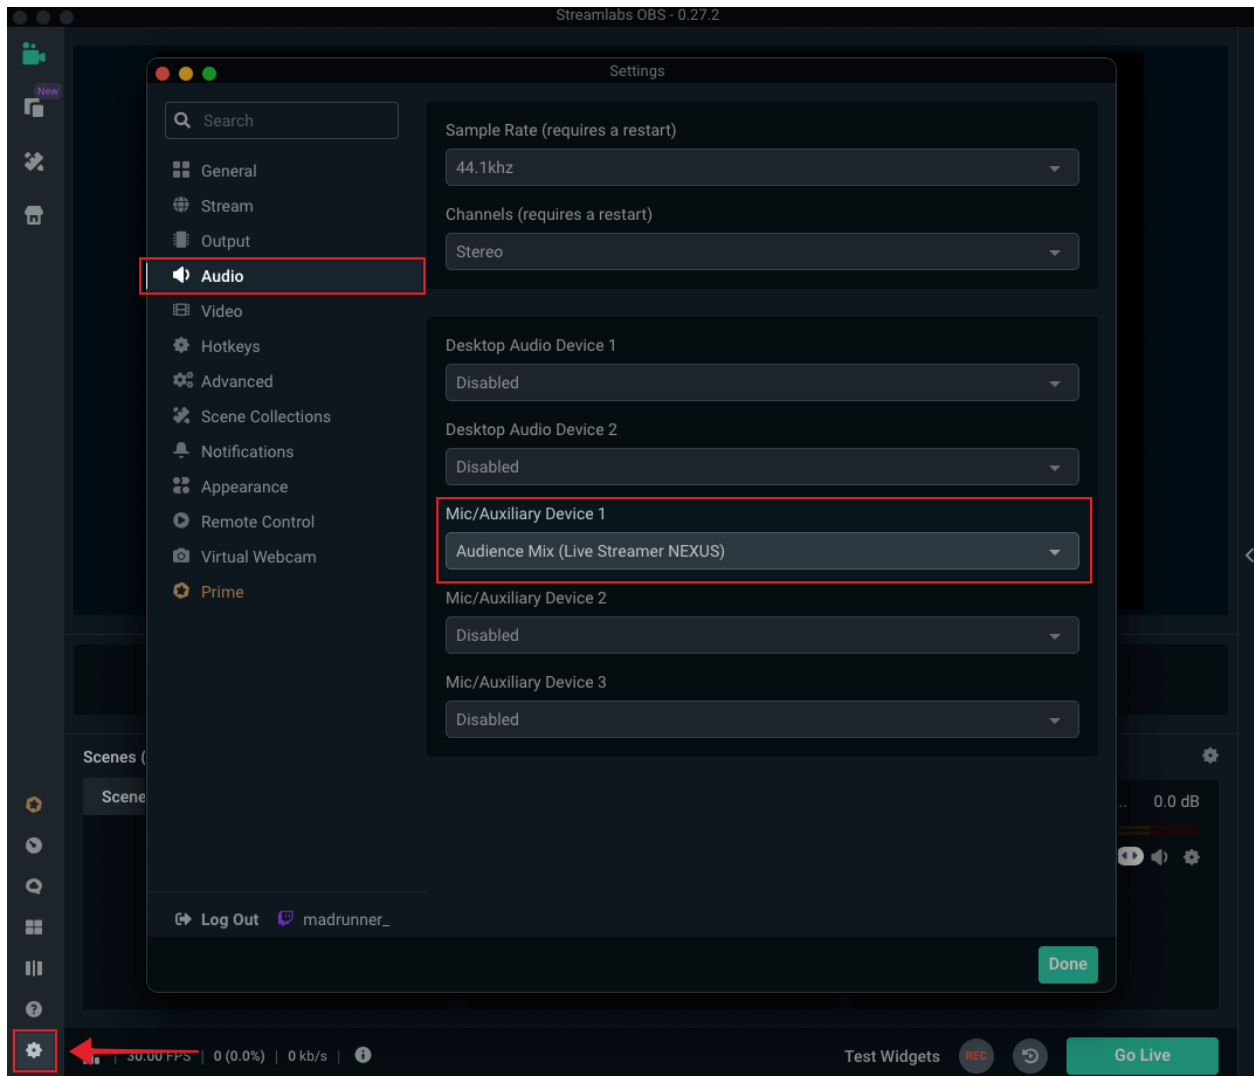 Streamlabs OBS - 0.27.2
Settings
New
Search
General
Stream
Output
Audio
Video
Hotkeys
Advanced
Scene Collections
Notifications
Appearance
Remote Control
Virtual Webcam
Prime
Sample Rate (requires a restart)
44.1khz
Channels (requires a restart)
Stereo
Desktop Audio Device 1
Disabled
Desktop Audio Device 2
Disabled
Mic/Auxiliary Device 1
Audience Mix (Live Streamer NEXUS)
Mic/Auxiliary Device 2
Disabled
Mic/Auxiliary Device 3
Disabled
Scenes (
Scene
.. 0.0 dB
Log Out madrunner_
Done
30.00 FPS | 0 (0.0%) | 0 kb/s |
Test Widgets REC Go Live